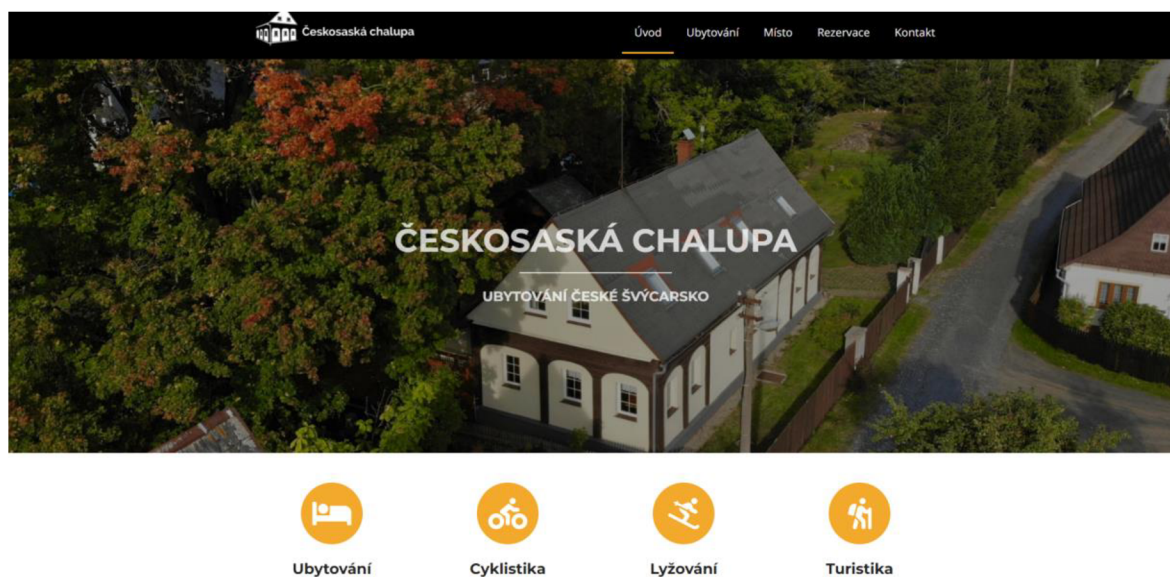 Českosaská chalupa
Úvod Ubytování Místo Rezervace Kontakt
ČESKOSASKÁ CHALUPA
UBYTOVÁNÍ ČESKÉ ŠVÝCARSKO
Ubytování Cyklistika Lyžování Turistika